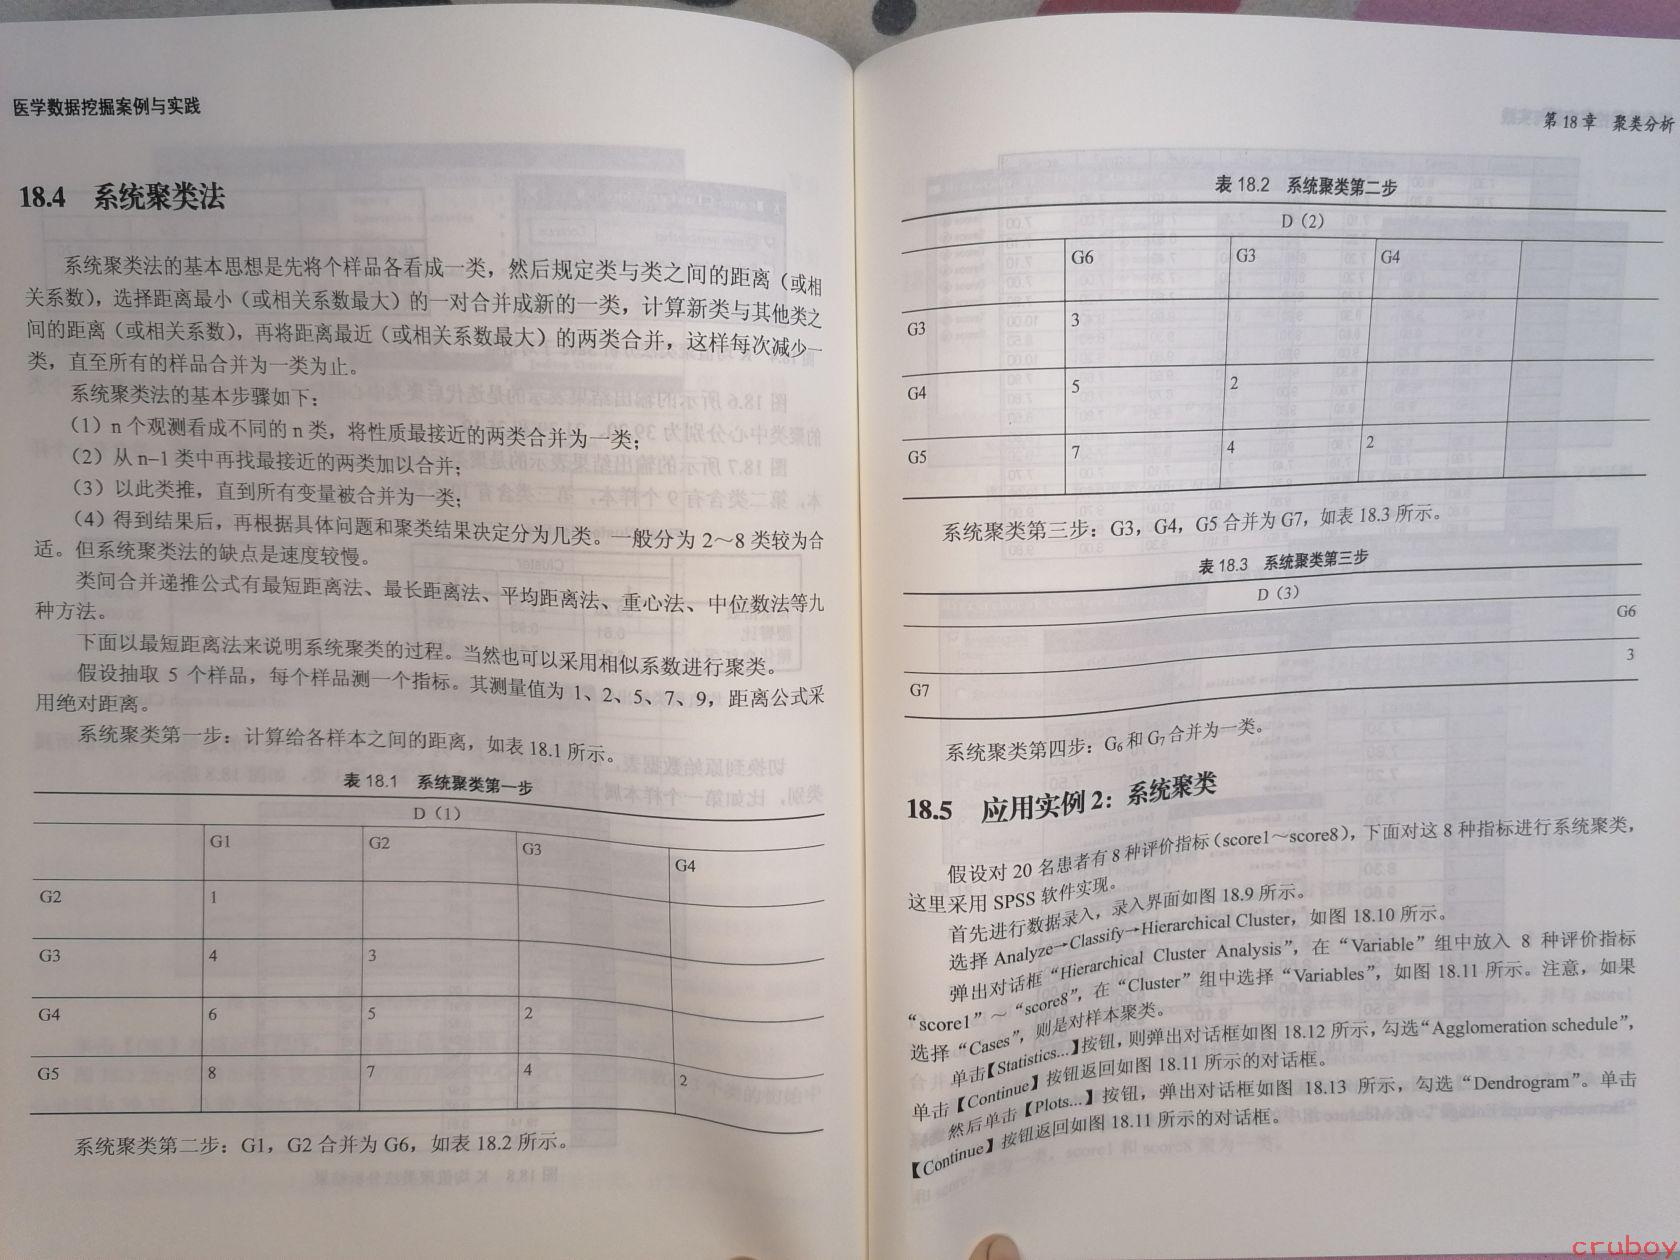 医学数据挖掘案例与实践
18.4 系统聚类法
系统聚类法的基本思想是先将个样品各看成一类，然后规定类与类之间的距离（或相
关系数），选择距离最小（或相关系数最大）的一对合并成新的一类，计算新类与其他类之
间的距离（或相关系数），再将距离最近（或相关系数最大）的两类合并，这样每次减少一
类，直至所有的样品合并为一类为止。
系统聚类法的基本步骤如下：
（1）n 个观测看成不同的 n 类，将性质最接近的两类合并为一类；
（2）从 n–1 类中再找最接近的两类加以合并；
（3）以此类推，直到所有变量被合并为一类；
（4）得到结果后，再根据具体问题和聚类结果决定分为几类。一般分为 2～8 类较为合
适。但系统聚类法的缺点是速度较慢。
类间合并递推公式有最短距离法、最长距离法、平均距离法、重心法、中位数法等九
种方法。
下面以最短距离法来说明系统聚类的过程。当然也可以采用相似系数进行聚类。
假设抽取 5 个样品，每个样品测一个指标。其测量值为 1、2、5、7、9，距离公式采
用绝对距离。
系统聚类第一步：计算给各样本之间的距离，如表 18.1 所示。
表 18.1 系统聚类第一步
D（1）
G1 G2 G3 G4
G2 1
G3 4 3
G4 6 5 2
G5 8 7 4 2
系统聚类第二步：G1，G2 合并为 G6，如表 18.2 所示。
第 18 章 聚类分析
表 18.2 系统聚类第二步
D（2）
G6 G3 G4
G3 3
G4 5 2
G5 7 4 2
系统聚类第三步：G3，G4，G5 合并为 G7，如表 18.3 所示。
表 18.3 系统聚类第三步
D（3）
G6
G7 3
系统聚类第四步：G6 和 G7 合并为一类。
18.5 应用实例 2：系统聚类
假设对 20 名患者有 8 种评价指标（score1～score8），下面对这 8 种指标进行系统聚类，
这里采用 SPSS 软件实现。
首先进行数据录入，录入界面如图 18.9 所示。
选择 Analyze→Classify→Hierarchical Cluster，如图 18.10 所示。
弹出对话框“Hierarchical Cluster Analysis”，在“Variable”组中放入 8 种评价指标
“score1”～“score8”，在“Cluster”组中选择“Variables”，如图 18.11 所示。注意，如果
选择“Cases”，则是对样本聚类。
单击【Statistics...】按钮，则弹出对话框如图 18.12 所示，勾选“Agglomeration schedule”，
单击【Continue】按钮返回如图 18.11 所示的对话框。
然后单击【Plots...】按钮，弹出对话框如图 18.13 所示，勾选“Dendrogram”。单击
【Continue】按钮返回如图 18.11 所示的对话框。
cruboy